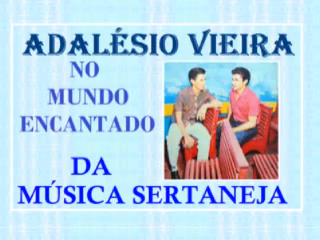 ADALÉSIO VIEIRA
NO
MUNDO
ENCANTADO
DA
MÚSICA SERTANEJA